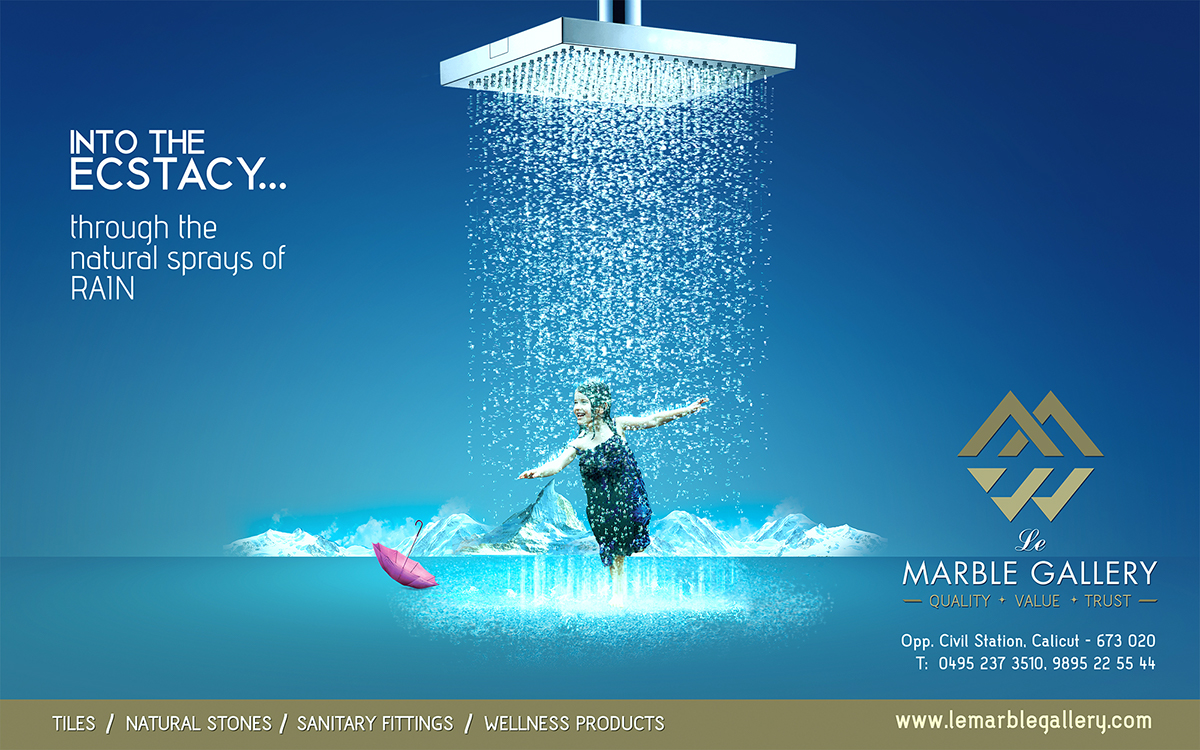 INTO THE
ECSTACY...
through the
natural sprays of
RAIN
Le
MARBLE GALLERY
QUALITY + VALUE + TRUST
Opp. Civil Station, Calicut - 673 020
T: 0495 237 3510, 9895 22 55 44
TILES / NATURAL STONES / SANITARY FITTINGS / WELLNESS PRODUCTS
www.lemarblegallery.com